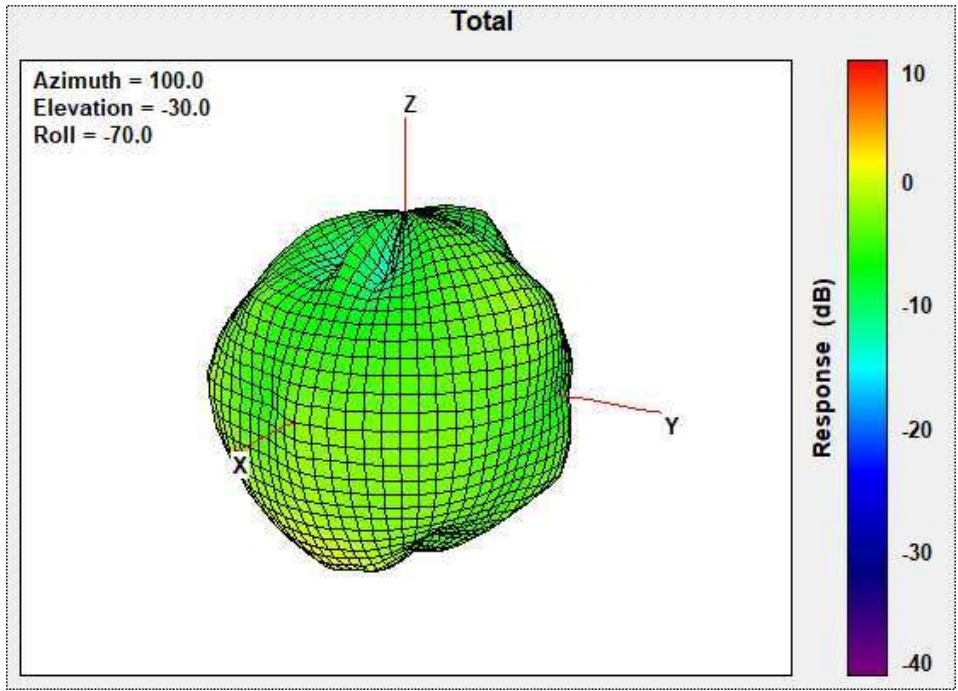 Total
Azimuth = 100.0
Elevation = -30.0
Roll = -70.0
Z
Y
X
10
0
-10
-20
-30
-40
Response (dB)